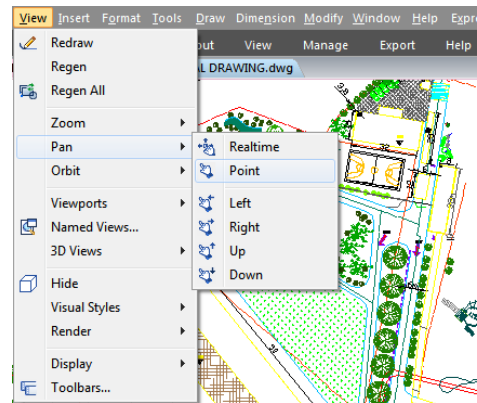 View Insert Format Tools Draw Dimension Modify Window Help Expre
out View Manage Export Help
AL DRAWING.dwg
Redraw
Regen
Regen All
Zoom
Pan
Orbit
Viewports
Named Views...
3D Views
Hide
Visual Styles
Render
Display
Toolbars...
Realtime
Point
Left
Right
Up
Down